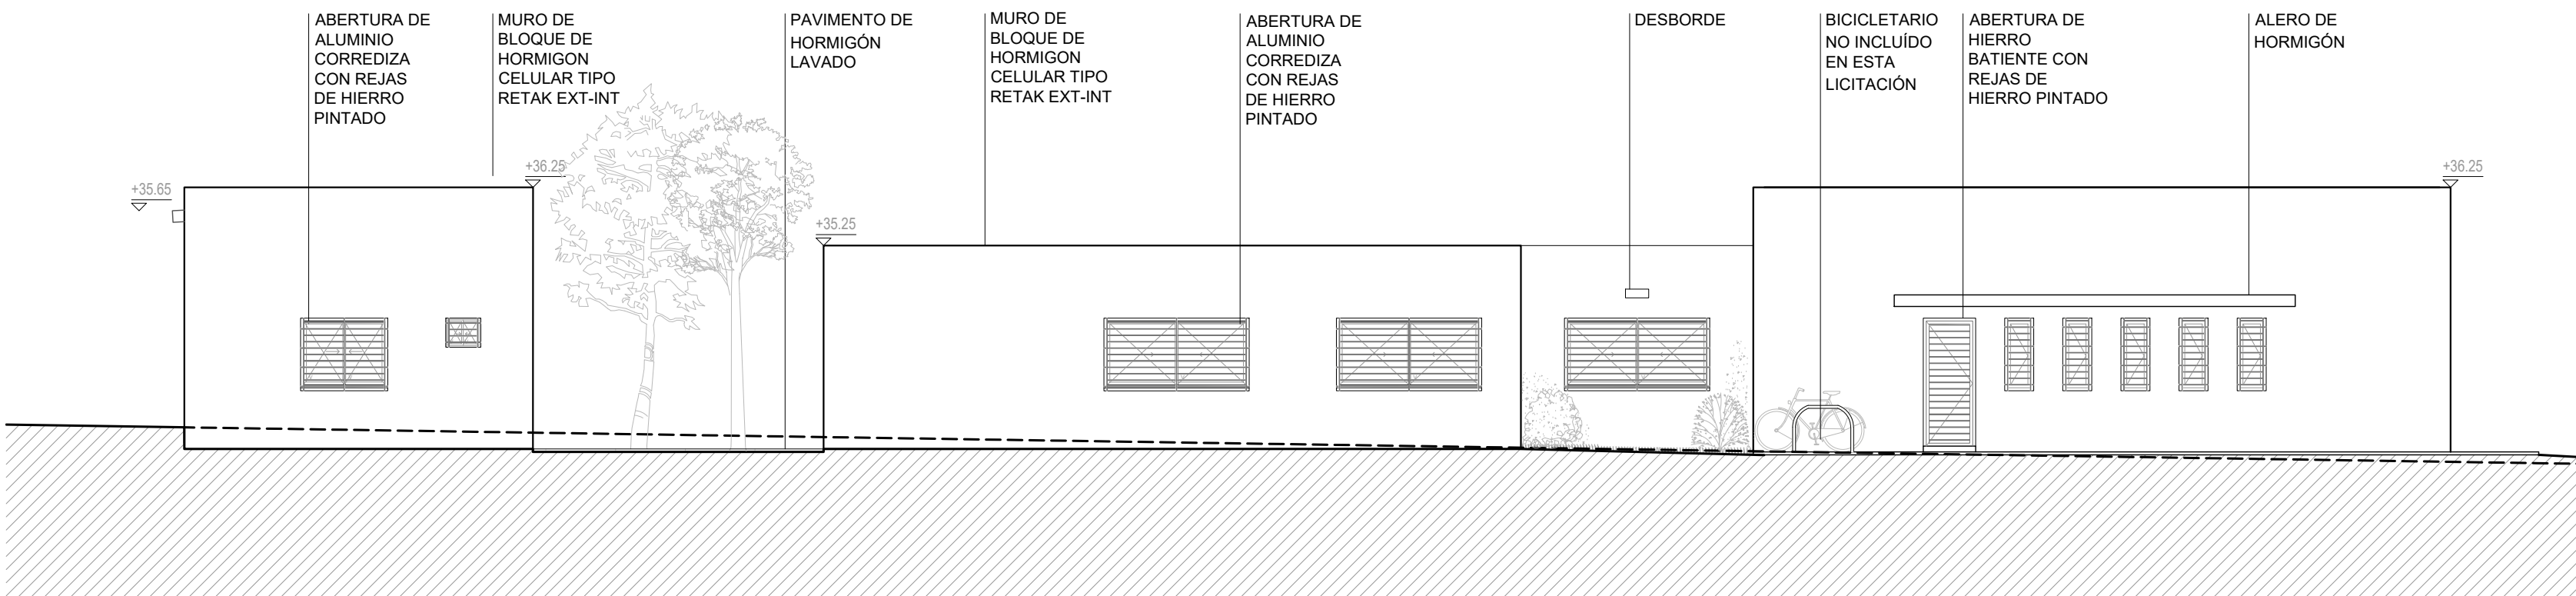 ABERTURA DE
ALUMINIO
CORREDIZA
CON REJAS
DE HIERRO
PINTADO
MURO DE
BLOQUE DE
HORMIGON
CELULAR TIPO
RETAK EXT-INT
PAVIMENTO DE
HORMIGÓN
LAVADO
MURO DE
BLOQUE DE
HORMIGON
CELULAR TIPO
RETAK EXT-INT
ABERTURA DE
ALUMINIO
CORREDIZA
CON REJAS
DE HIERRO
PINTADO
DESBORDE
BICICLETARIO
NO INCLUÍDO
EN ESTA
LICITACIÓN
ABERTURA DE
HIERRO
BATIENTE CON
REJAS DE
HIERRO PINTADO
ALERO DE
HORMIGÓN
+35.65
+36.25
+35.25
+36.25